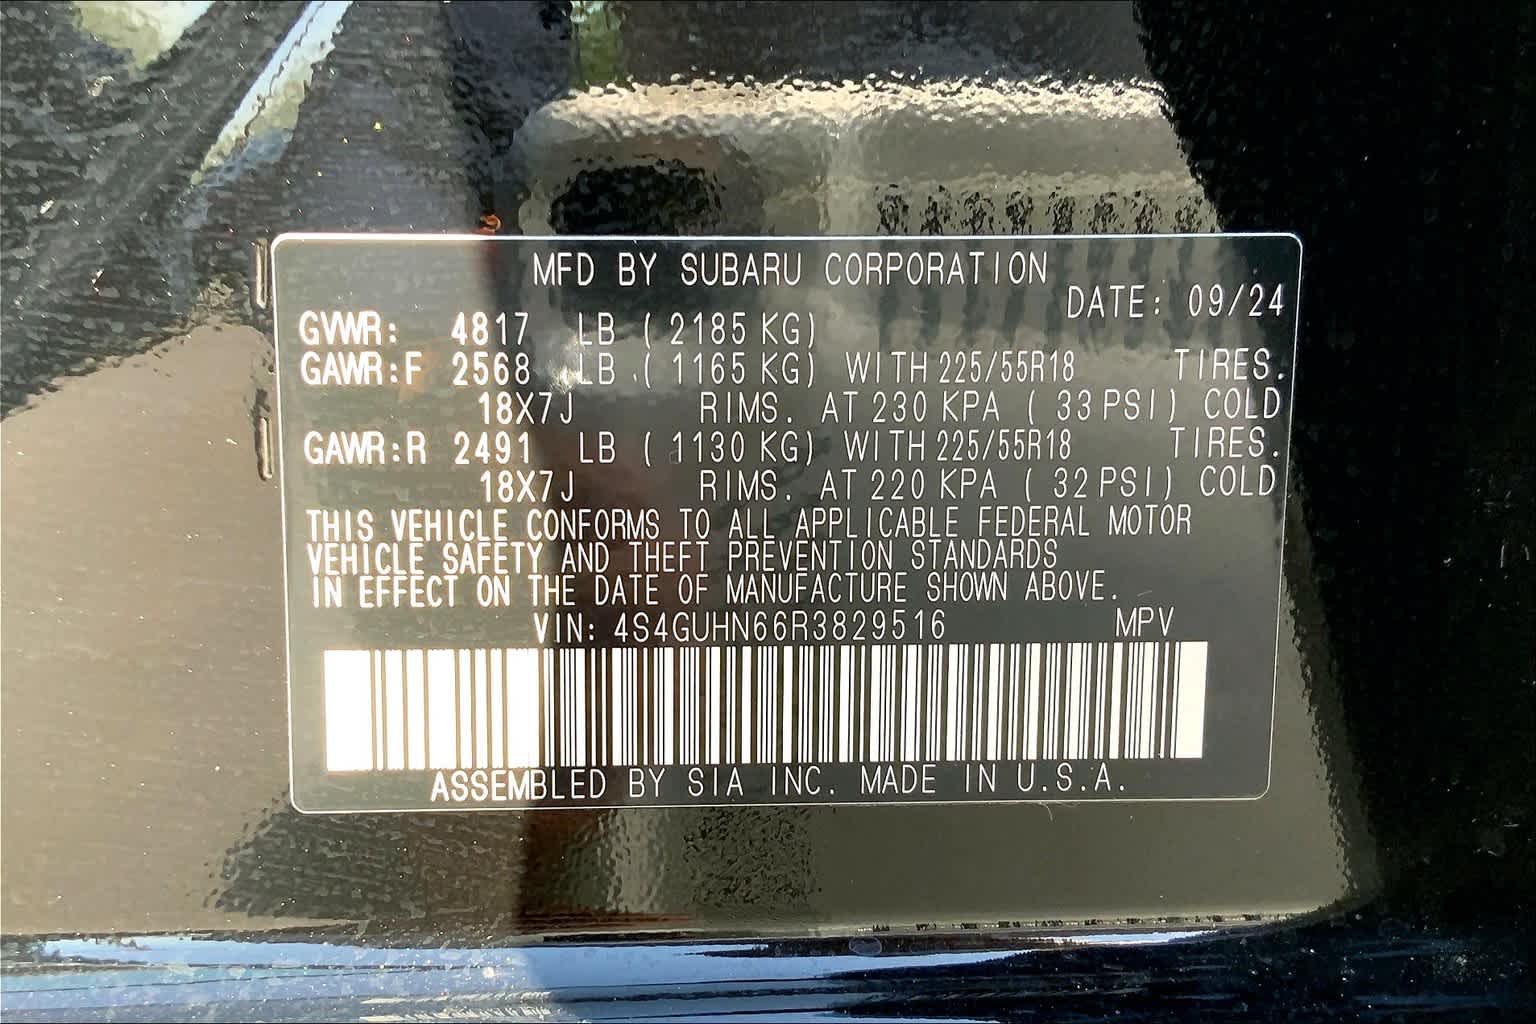 MFD BY SUBARU CORPORATION
DATE: 09/24
GVWR: 4817 LB ( 2185 KG)
GAWR:F 2568 LB ( 1165 KG) WITH 225/55R18 TIRES.
18X7J RIMS. AT 230 KPA ( 33 PSI) COLD
GAWR:R 2491 LB ( 1130 KG) WITH 225/55R18 TIRES.
18X7J RIMS. AT 220 KPA ( 32 PSI) COLD
THIS VEHICLE CONFORMS TO ALL APPLICABLE FEDERAL MOTOR
VEHICLE SAFETY AND THEFT PREVENTION STANDARDS
IN EFFECT ON THE DATE OF MANUFACTURE SHOWN ABOVE.
VIN: 4S4GUHN66R3829516 MPV
ASSEMBLED BY SIA INC. MADE IN U.S.A.